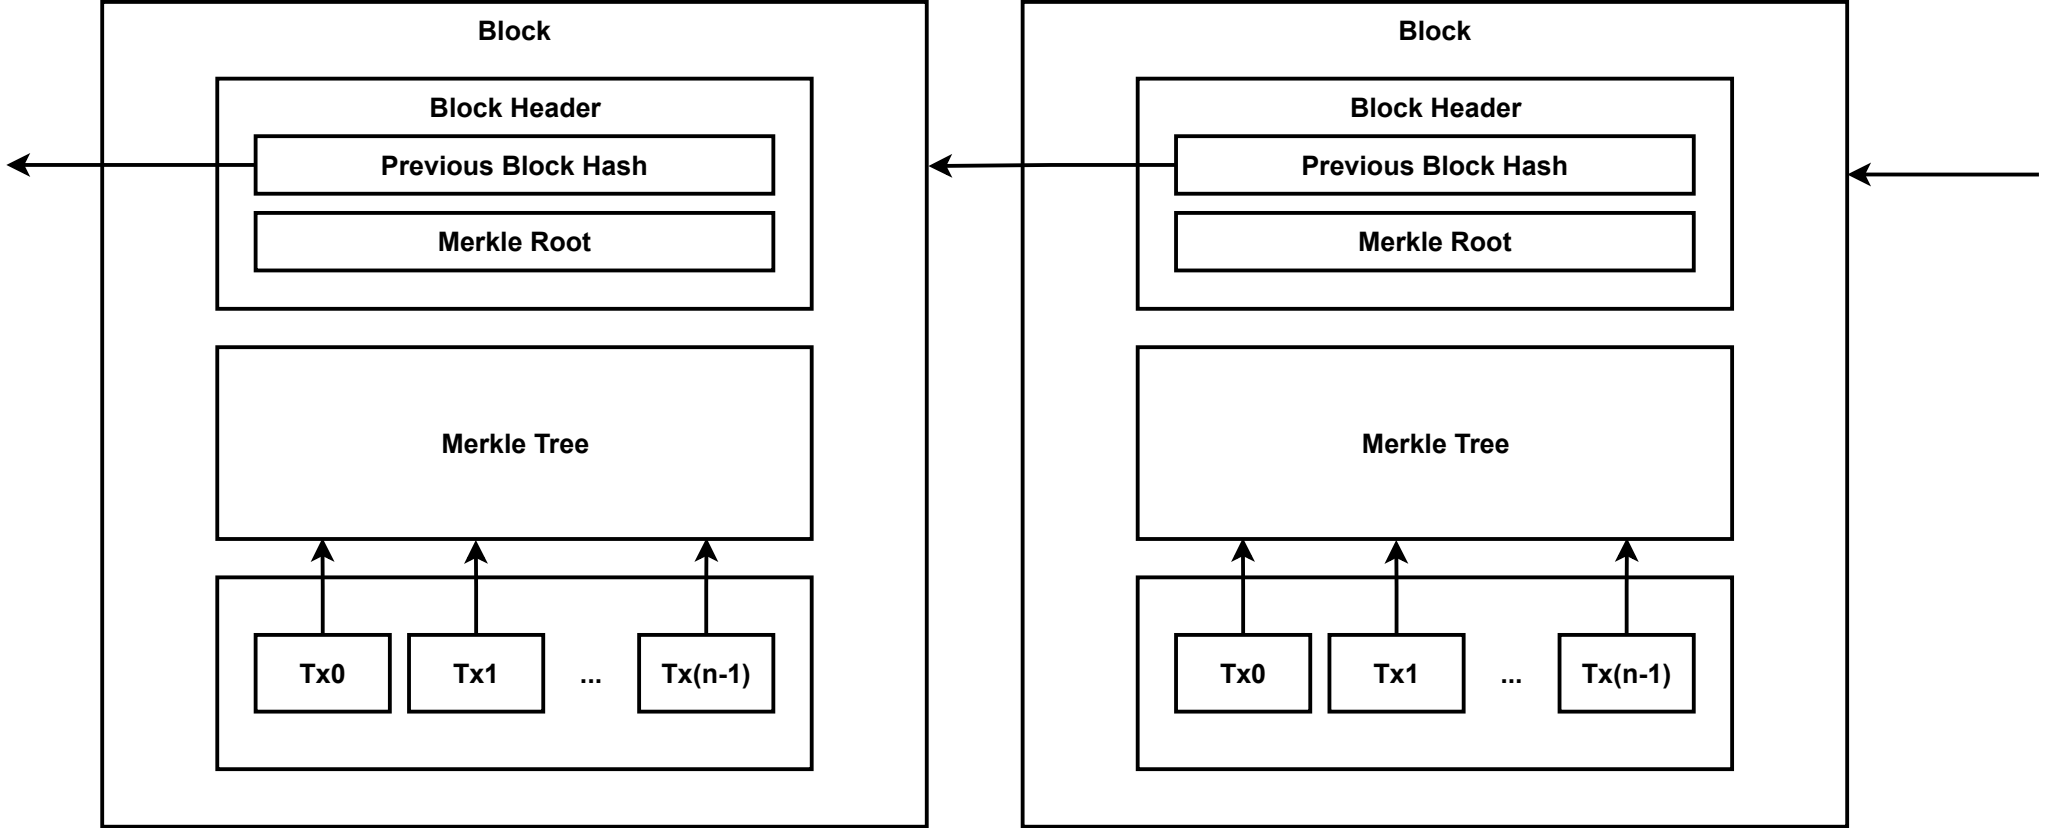 Block
Block Header
Previous Block Hash
Merkle Root
Merkle Tree
Tx0 Tx1 ... Tx(n-1)
Block
Block Header
Previous Block Hash
Merkle Root
Merkle Tree
Tx0 Tx1 ... Tx(n-1)